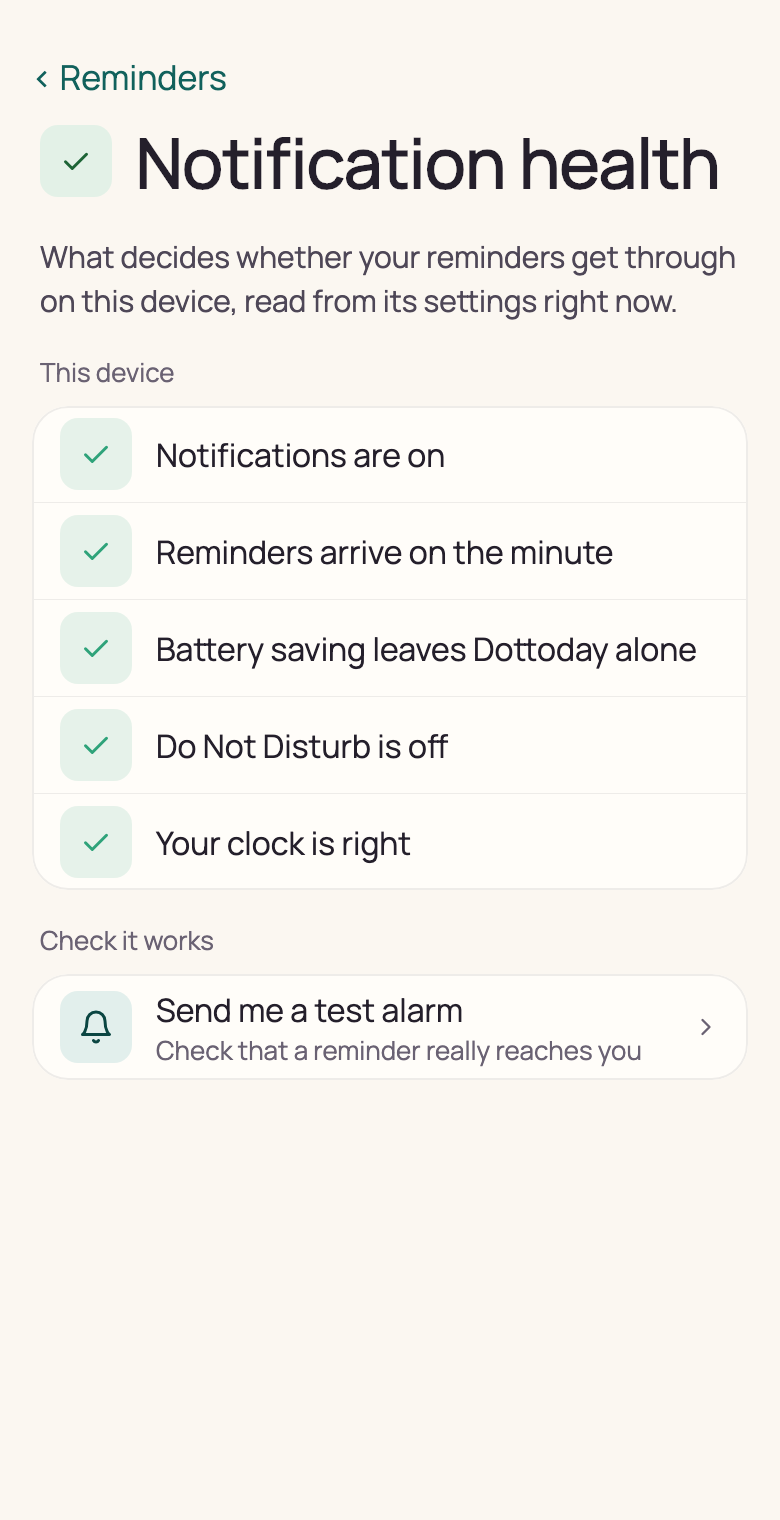 Reminders
Notification health
What decides whether your reminders get through
on this device, read from its settings right now.
This device
Notifications are on
Reminders arrive on the minute
Battery saving leaves Dottoday alone
Do Not Disturb is off
Your clock is right
Check it works
Send me a test alarm
Check that a reminder really reaches you